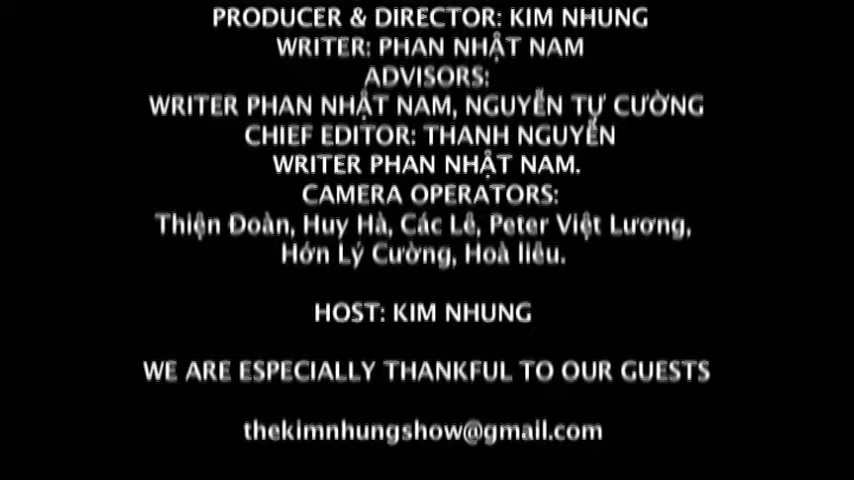 PRODUCER & DIRECTOR: KIM NHUNG
WRITER: PHAN NHẬT NAM
ADVISORS:
WRITER PHAN NHẬT NAM, NGUYỄN TỰ CƯỜNG
CHIEF EDITOR: THANH NGUYỄN
WRITER PHAN NHẬT NAM.
CAMERA OPERATORS:
Thiện Đoàn, Huy Hà, Các Lê, Peter Việt Lương,
Hớn Lý Cường, Hoà liêu.
HOST: KIM NHUNG
WE ARE ESPECIALLY THANKFUL TO OUR GUESTS
thekimnhungshow@gmail.com